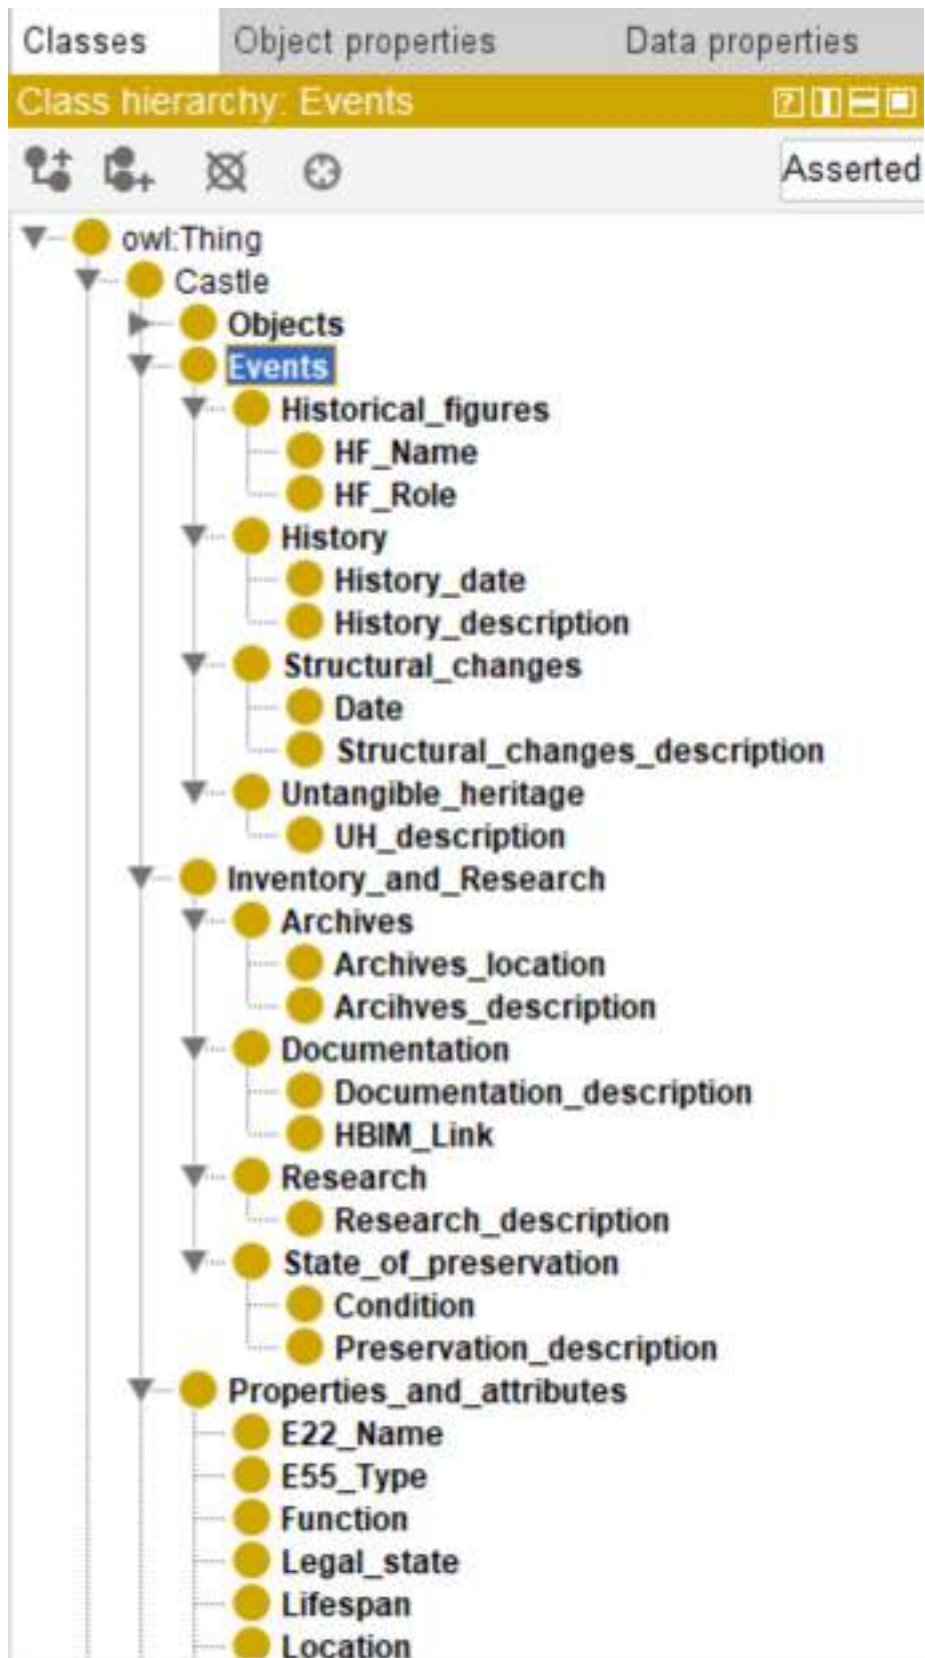 Classes Object properties Data properties
Class hierarchy: Events
Asserted
owl:Thing
Castle
Objects
Events
Historical_figures
HF_Name
HF_Role
History
History_date
History_description
Structural_changes
Date
Structural_changes_description
Untangible_heritage
UH_description
Inventory_and_Research
Archives
Archives_location
Arcihves_description
Documentation
Documentation_description
HBIM_Link
Research
Research_description
State_of_preservation
Condition
Preservation_description
Properties_and_attributes
E22_Name
E55_Type
Function
Legal_state
Lifespan
Location